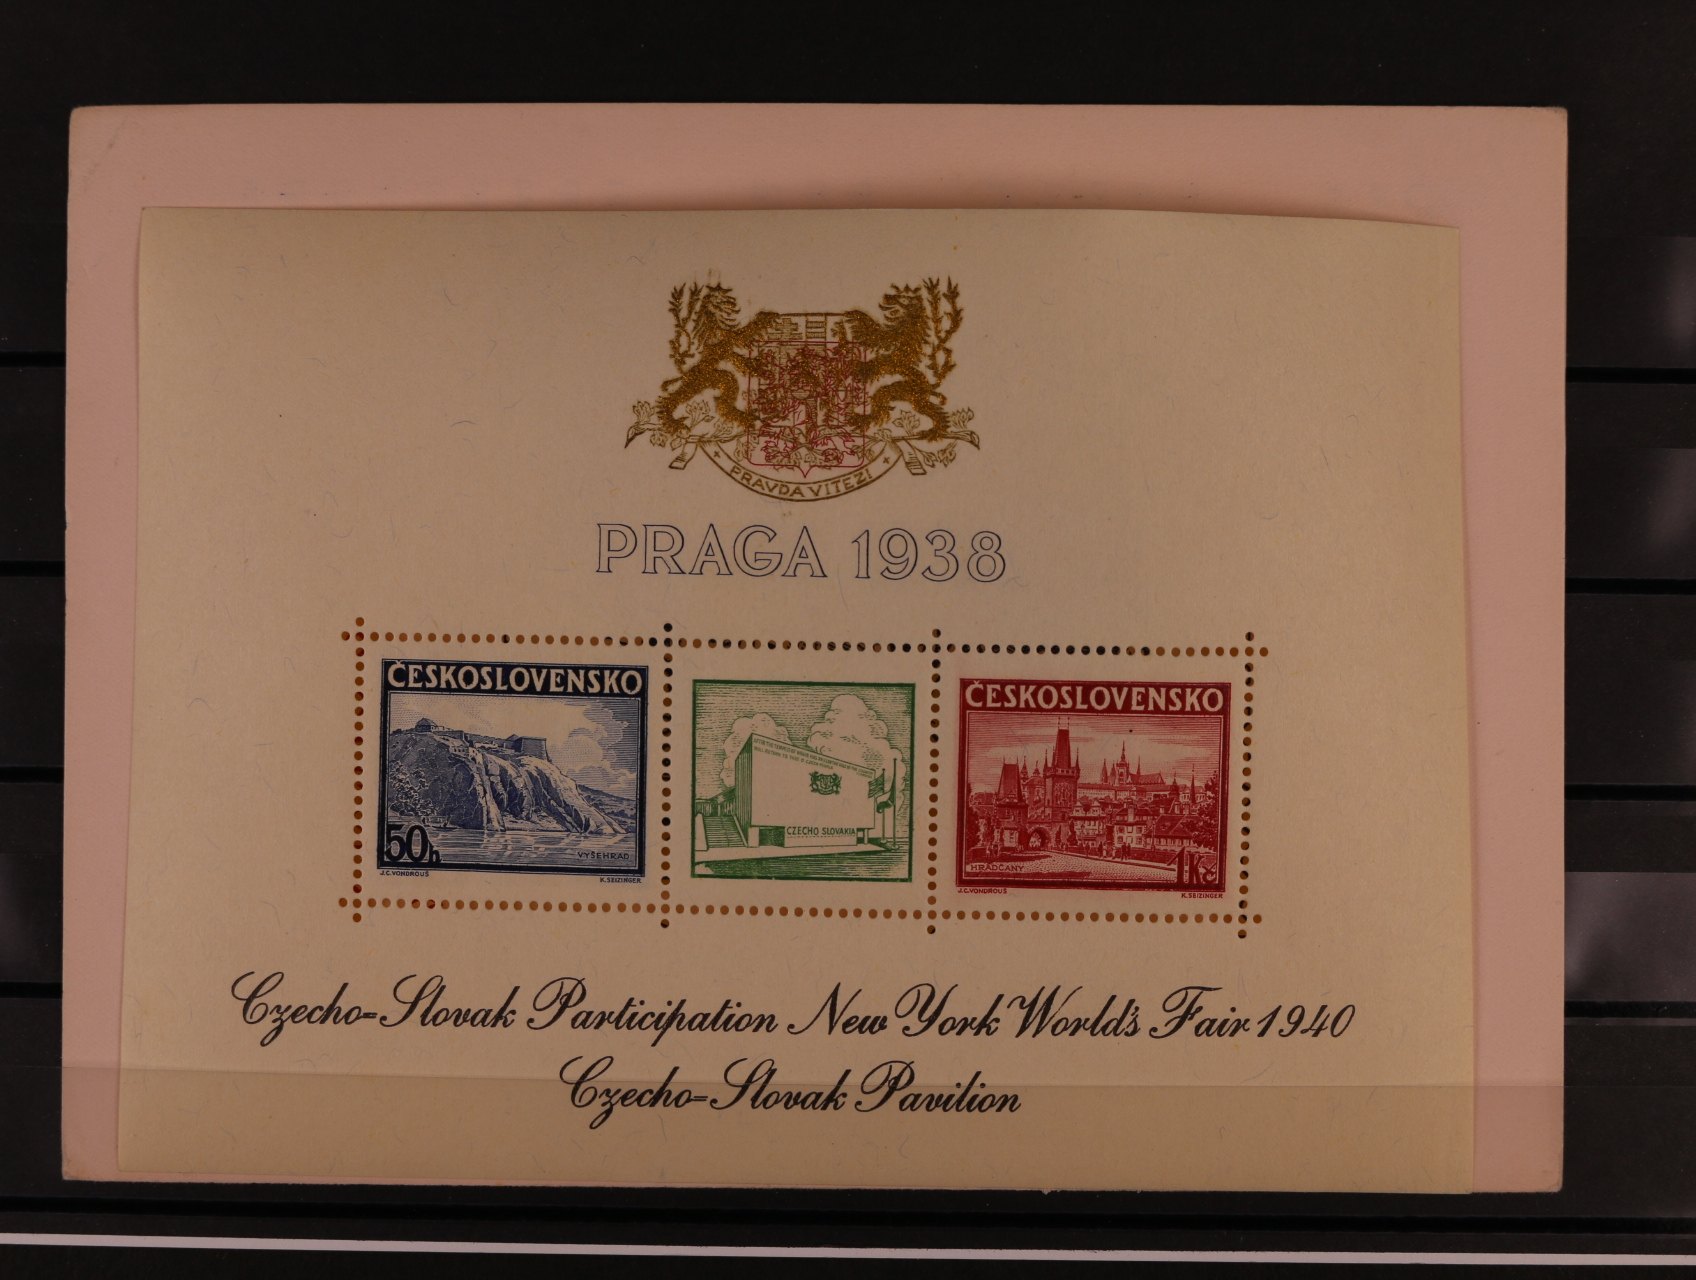 PRAVDA VITEZI
PRAGA 1938
ČESKOSLOVENSKO
50h
VYŠEHRAD
J.C.VONDROUŠ
K.SEIZINGER
CZECHO SLOVAKIA
ČESKOSLOVENSKO
HRADČANY
1Kč
J.C.VONDROUŠ
K.SEIZINGER
Czecho-Slovak Participation New York World's Fair 1940
Czecho-Slovak Pavilion